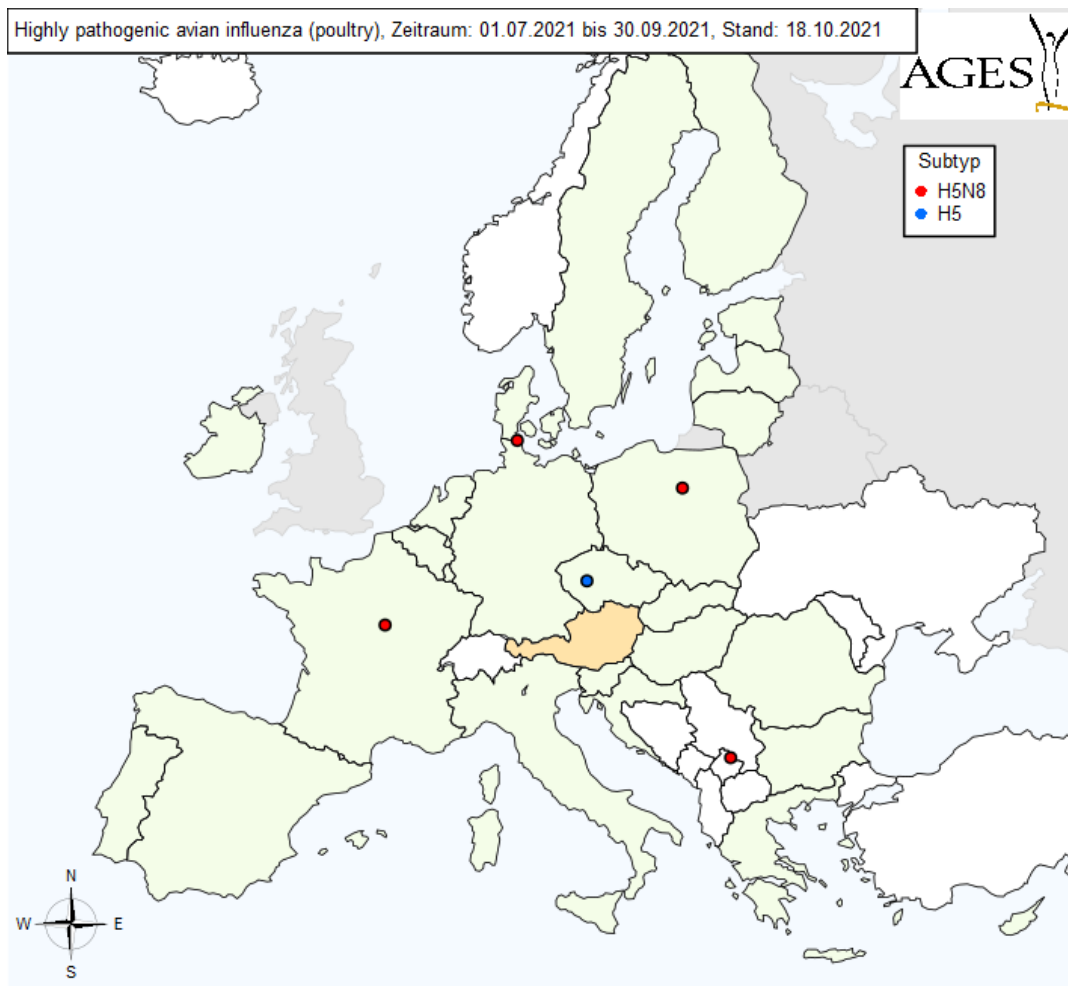 Highly pathogenic avian influenza (poultry), Zeitraum: 01.07.2021 bis 30.09.2021, Stand: 18.10.2021
AGES
Subtyp
H5N8
H5
N
W E
S